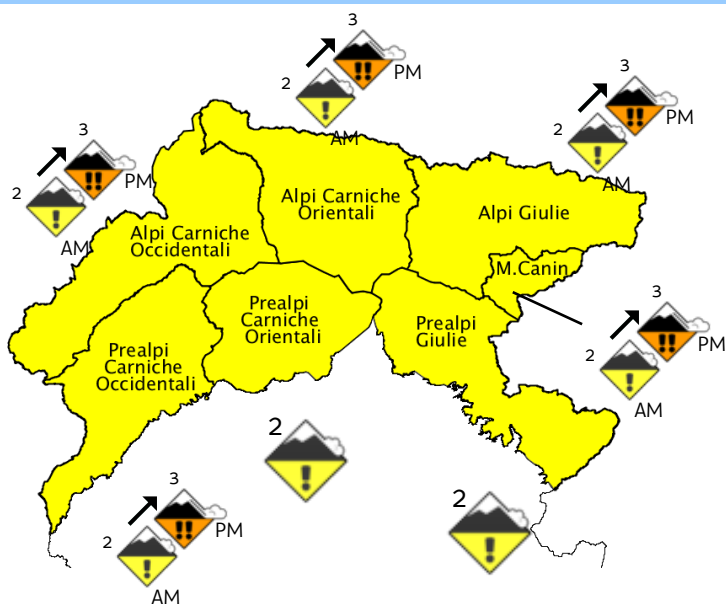 3
2
PM
AM
3
2
PM
AM
3
2
PM
AM
Alpi Carniche
Orientali
Alpi Giulie
Alpi Carniche
Occidentali
M.Canin
Prealpi
Carniche
Orientali
Prealpi
Giulie
3
2
PM
AM
Prealpi
Carniche
Occidentali
2
2
3
2
PM
AM